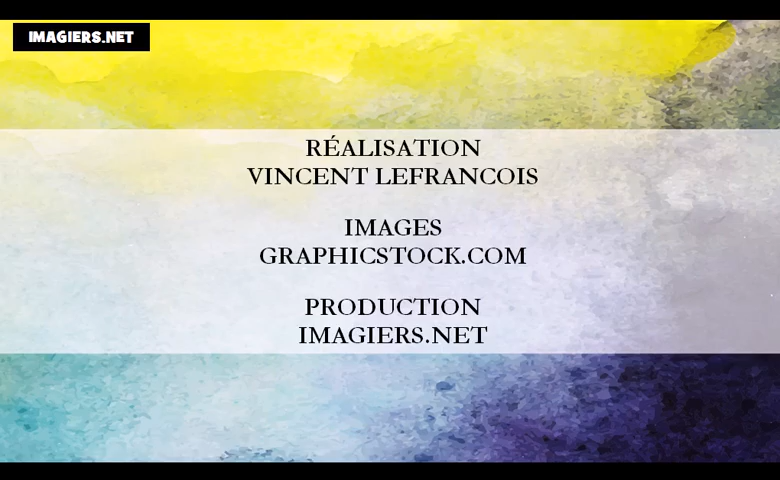 IMAGIERS.NET
RÉALISATION
VINCENT LEFRANCOIS
IMAGES
GRAPHICSTOCK.COM
PRODUCTION
IMAGIERS.NET